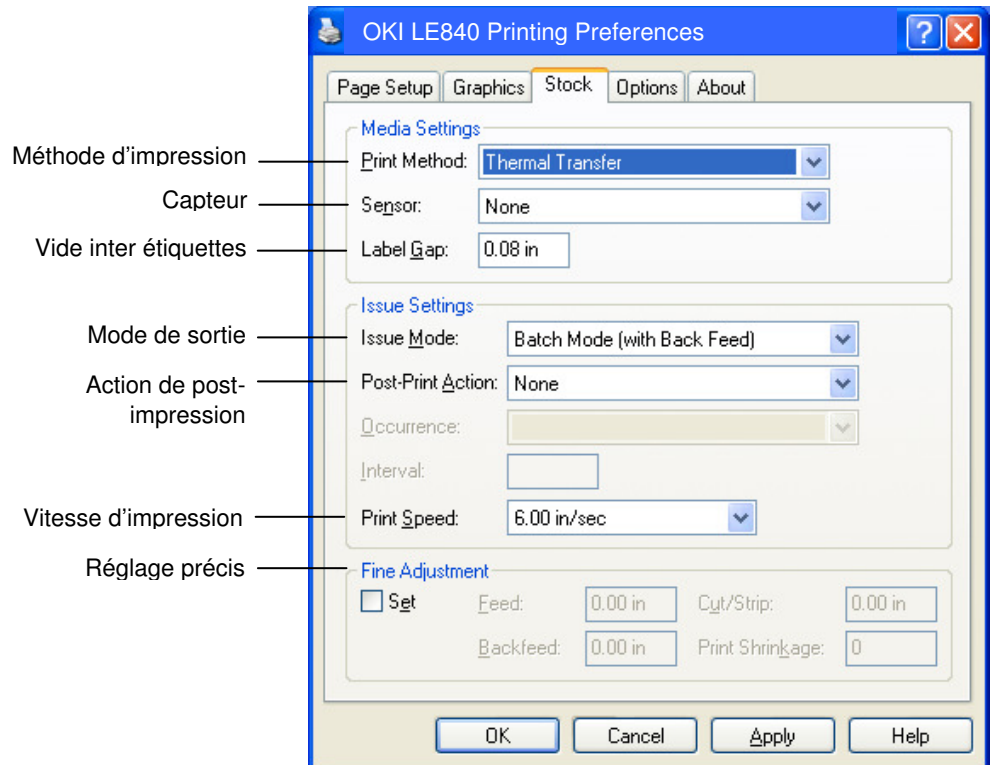 OKI LE840 Printing Preferences
Page Setup Graphics Stock Options About
Media Settings
Méthode d'impression Print Method: Thermal Transfer
Capteur Sensor: None
Vide inter étiquettes Label Gap: 0.08 in
Issue Settings
Mode de sortie Issue Mode: Batch Mode (with Back Feed)
Action de post-
impression
Post-Print Action: None
Occurrence:
Interval:
Vitesse d'impression Print Speed: 6.00 in/sec
Réglage précis Fine Adjustment
Set Feed: 0.00 in Cut/Strip: 0.00 in
Backfeed: 0.00 in Print Shrinkage: 0
OK Cancel Apply Help